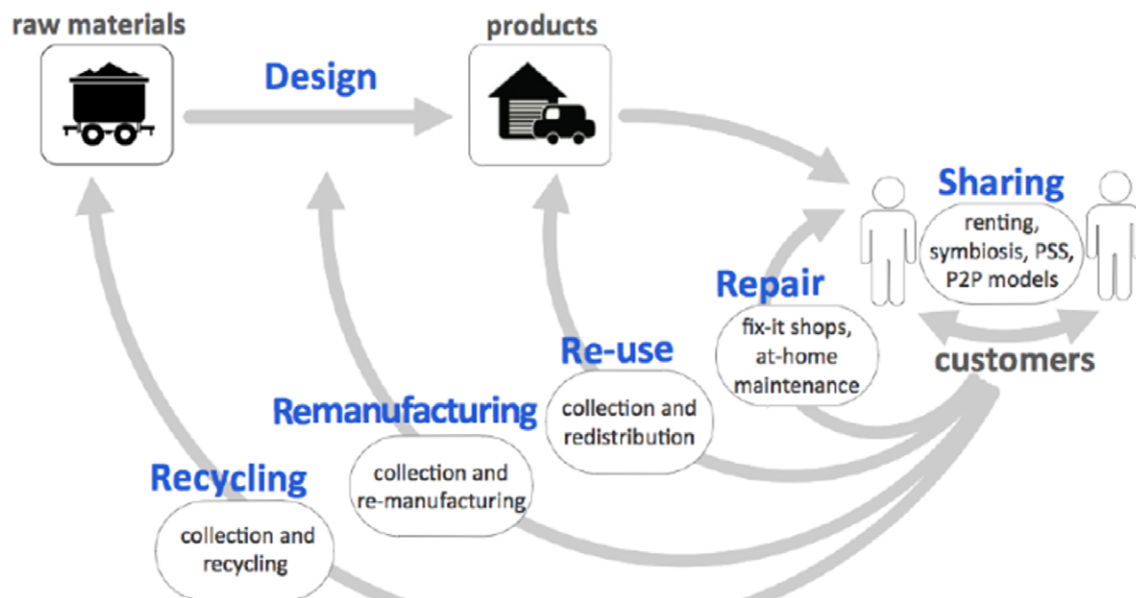 raw materials
products
Design
Sharing
renting,
symbiosis, PSS,
P2P models
Repair
fix-it shops,
at-home
maintenance
customers
Re-use
collection and
redistribution
Remanufacturing
collection and
re-manufacturing
Recycling
collection and
recycling